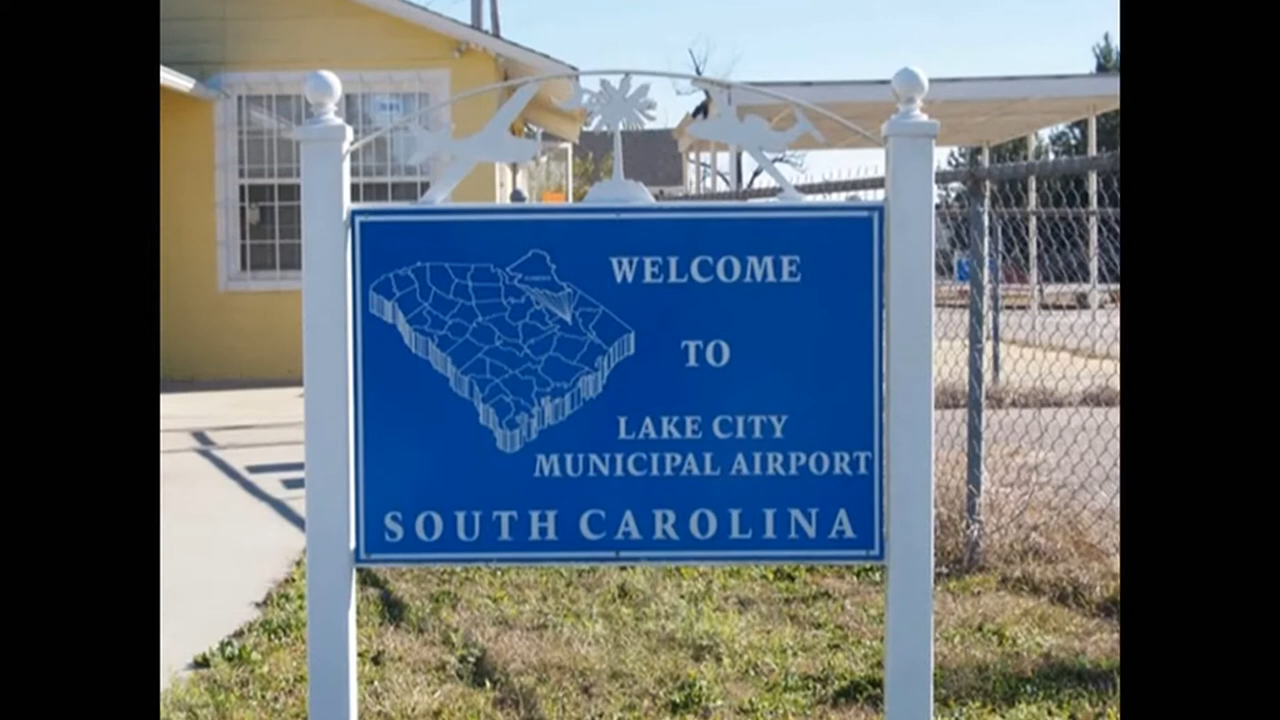 WELCOME
TO
LAKE CITY
MUNICIPAL AIRPORT
SOUTH CAROLINA